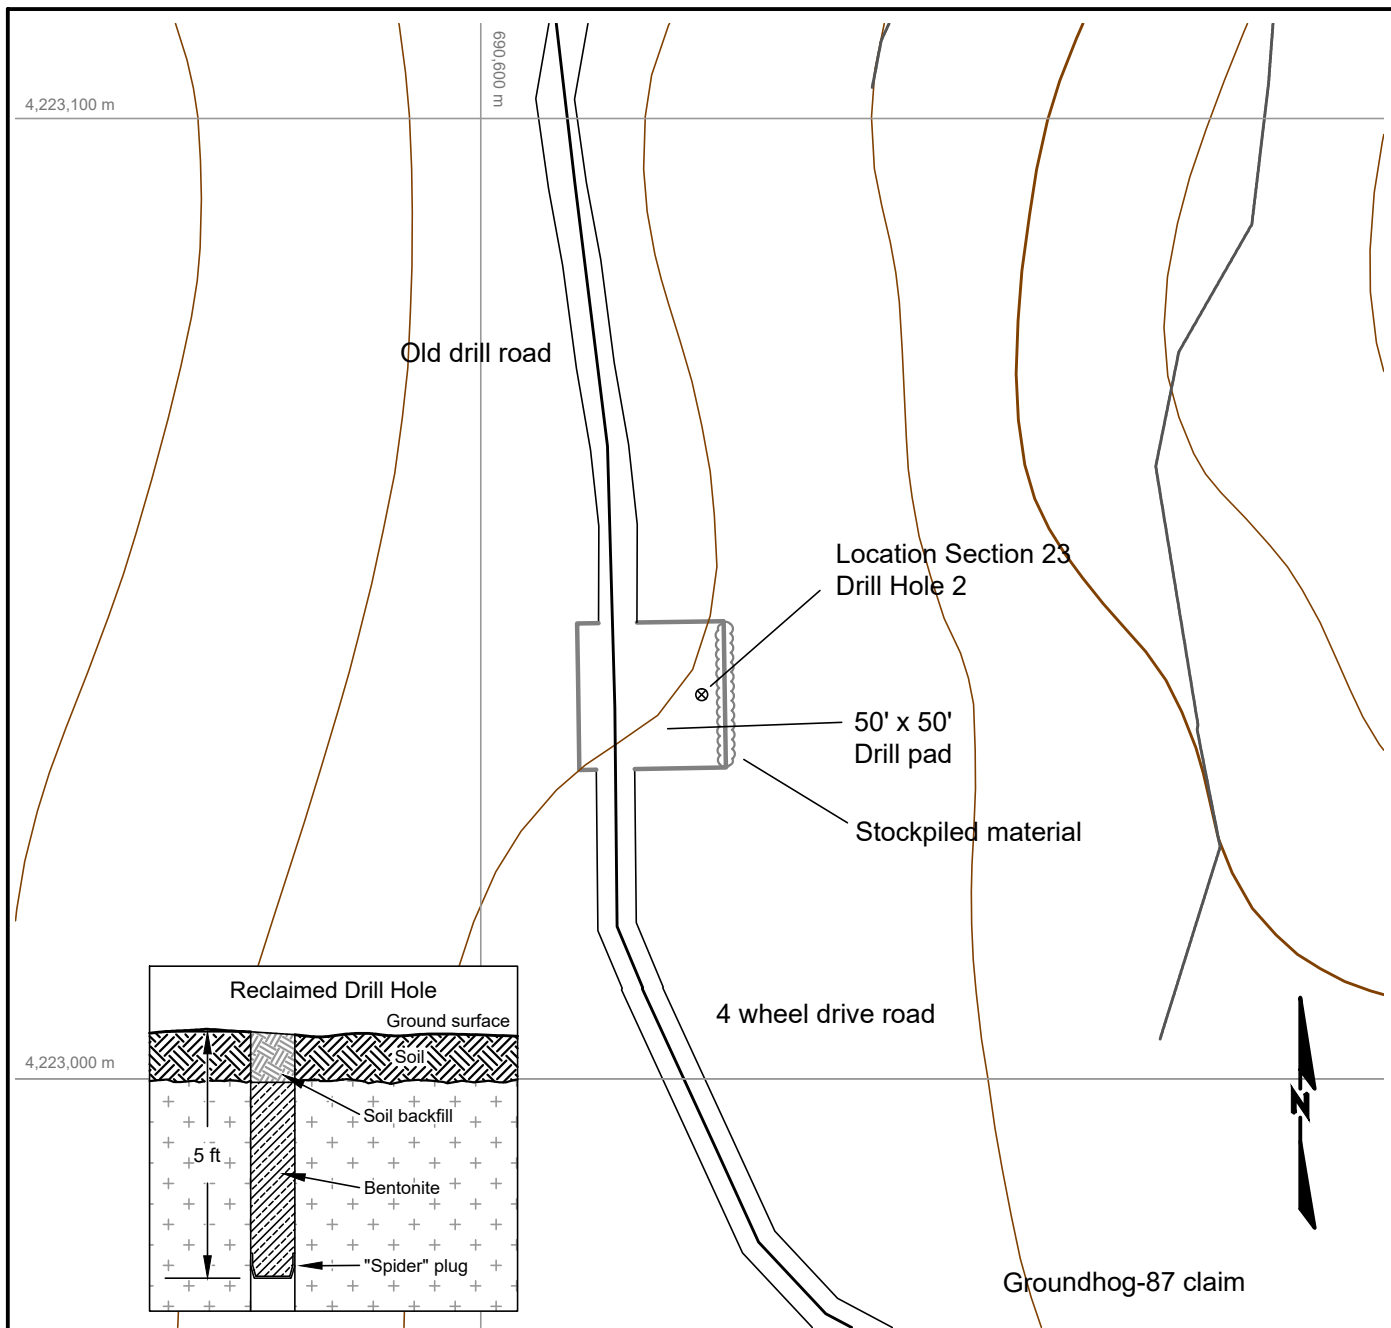 690,600 m
4,223,100 m
Old drill road
Location Section 23
Drill Hole 2
50' x 50'
Drill pad
Stockpiled material
Reclaimed Drill Hole
Ground surface
Soil
4 wheel drive road
4,223,000 m
Soil backfill
5 ft
Bentonite
"Spider" plug
N
Groundhog-87 claim